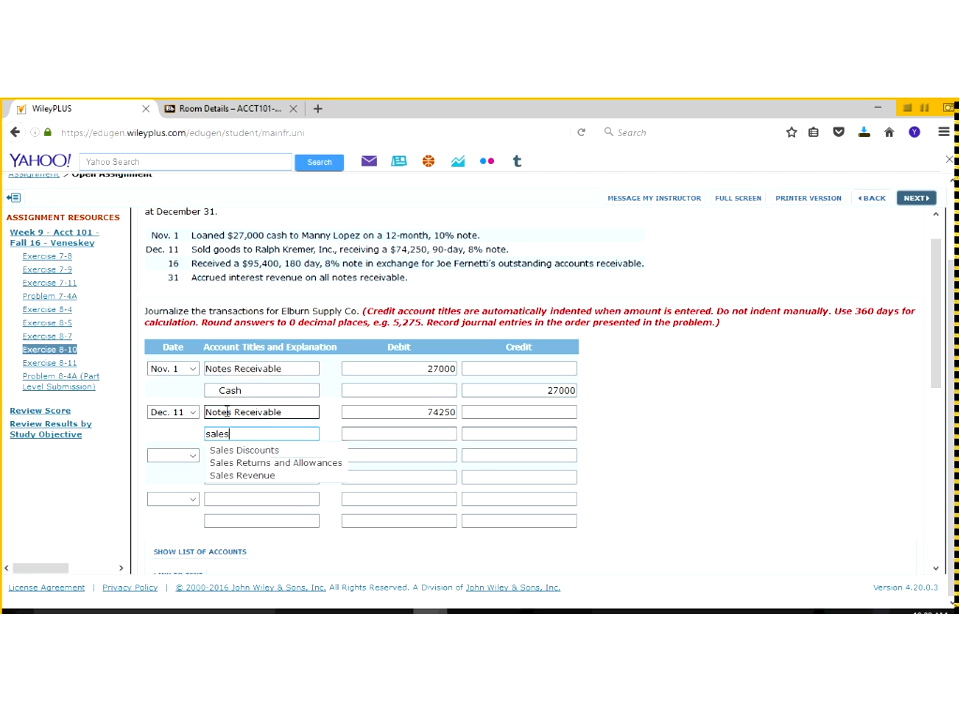 WileyPLUS
Room Details – ACCT101-...
https://edugen.wileyplus.com/edugen/student/mainfr.uni
Search
YAHOO!
Yahoo Search
Search
Assignment > Open Assignment
MESSAGE MY INSTRUCTOR
FULL SCREEN
PRINTER VERSION
BACK
NEXT
ASSIGNMENT RESOURCES
Week 9 - Acct 101 -
Fall 16 - Veneskey
Exercise 7-8
Exercise 7-9
Exercise 7-11
Problem 7-4A
Exercise 8-4
Exercise 8-5
Exercise 8-7
Exercise 8-10
Exercise 8-11
Problem 8-4A (Part
Level Submission)
Review Score
Review Results by
Study Objective
at December 31.
Nov. 1 Loaned $27,000 cash to Manny Lopez on a 12-month, 10% note.
Dec. 11 Sold goods to Ralph Kremer, Inc., receiving a $74,250, 90-day, 8% note.
16 Received a $95,400, 180 day, 8% note in exchange for Joe Fernetti's outstanding accounts receivable.
31 Accrued interest revenue on all notes receivable.
Journalize the transactions for Elburn Supply Co. (Credit account titles are automatically indented when amount is entered. Do not indent manually. Use 360 days for
calculation. Round answers to 0 decimal places, e.g. 5,275. Record journal entries in the order presented in the problem.)
Date Account Titles and Explanation Debit Credit
Nov. 1 Notes Receivable 27000
Cash 27000
Dec. 11 Notes Receivable 74250
sales
Sales Discounts
Sales Returns and Allowances
Sales Revenue
SHOW LIST OF ACCOUNTS
License Agreement | Privacy Policy | © 2000-2016 John Wiley & Sons, Inc. All Rights Reserved. A Division of John Wiley & Sons, Inc.
Version 4.20.0.3